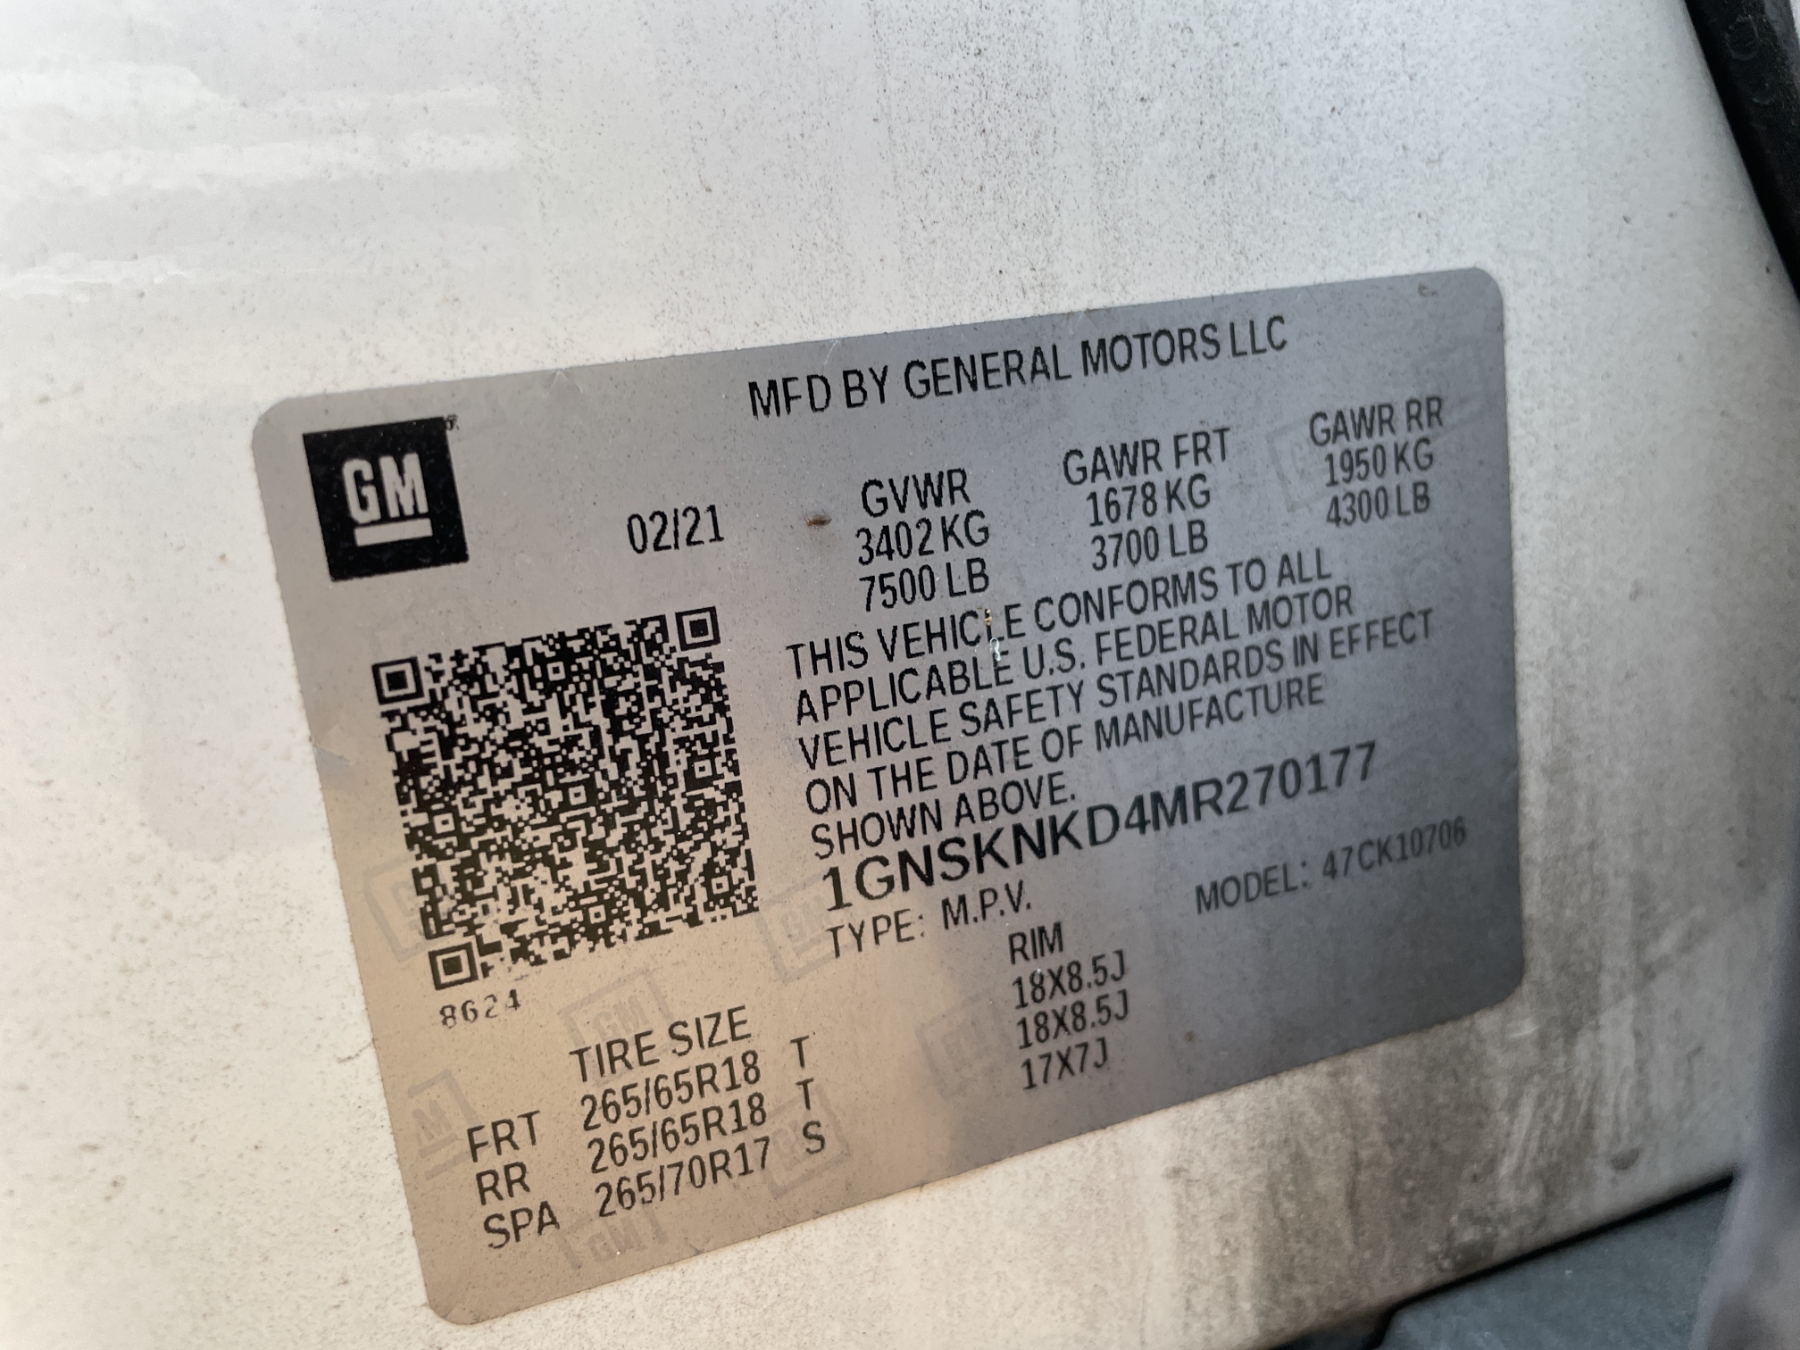 MFD BY GENERAL MOTORS LLC
GM
02/21
GVWR GAWR FRT GAWR RR
3402 KG 1678 KG 1950 KG
7500 LB 3700 LB 4300 LB
THIS VEHICLE CONFORMS TO ALL
APPLICABLE U.S. FEDERAL MOTOR
VEHICLE SAFETY STANDARDS IN EFFECT
ON THE DATE OF MANUFACTURE
SHOWN ABOVE.
1GNSKNKD4MR270177
TYPE: M.P.V. MODEL: 47CK10706
8624
TIRE SIZE RIM
FRT 265/65R18 T 18X8.5J
RR 265/65R18 T 18X8.5J
SPA 265/70R17 S 17X7J